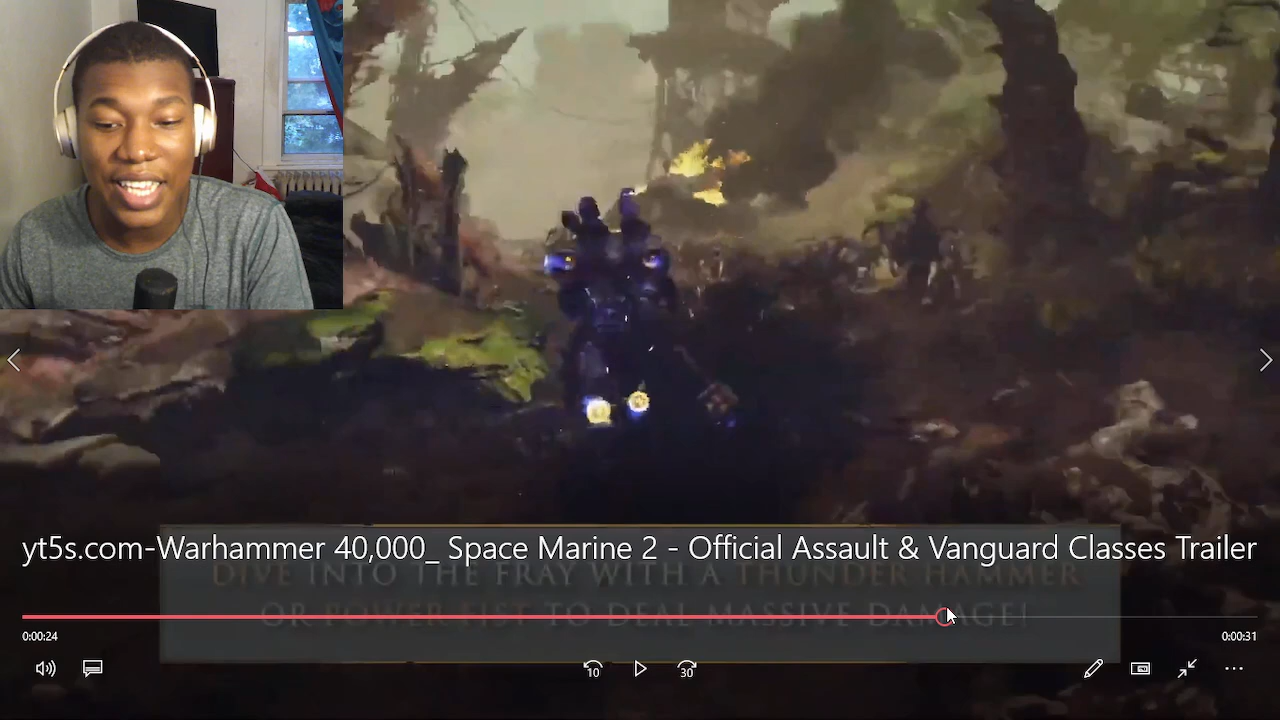 yt5s.com-Warhammer 40,000_ Space Marine 2 - Official Assault & Vanguard Classes Trailer
DIVE INTO THE FRAY WITH A THUNDER HAMMER
OR POWER FIST TO DEAL MASSIVE DAMAGE!
0:00:24
0:00:31
10
30